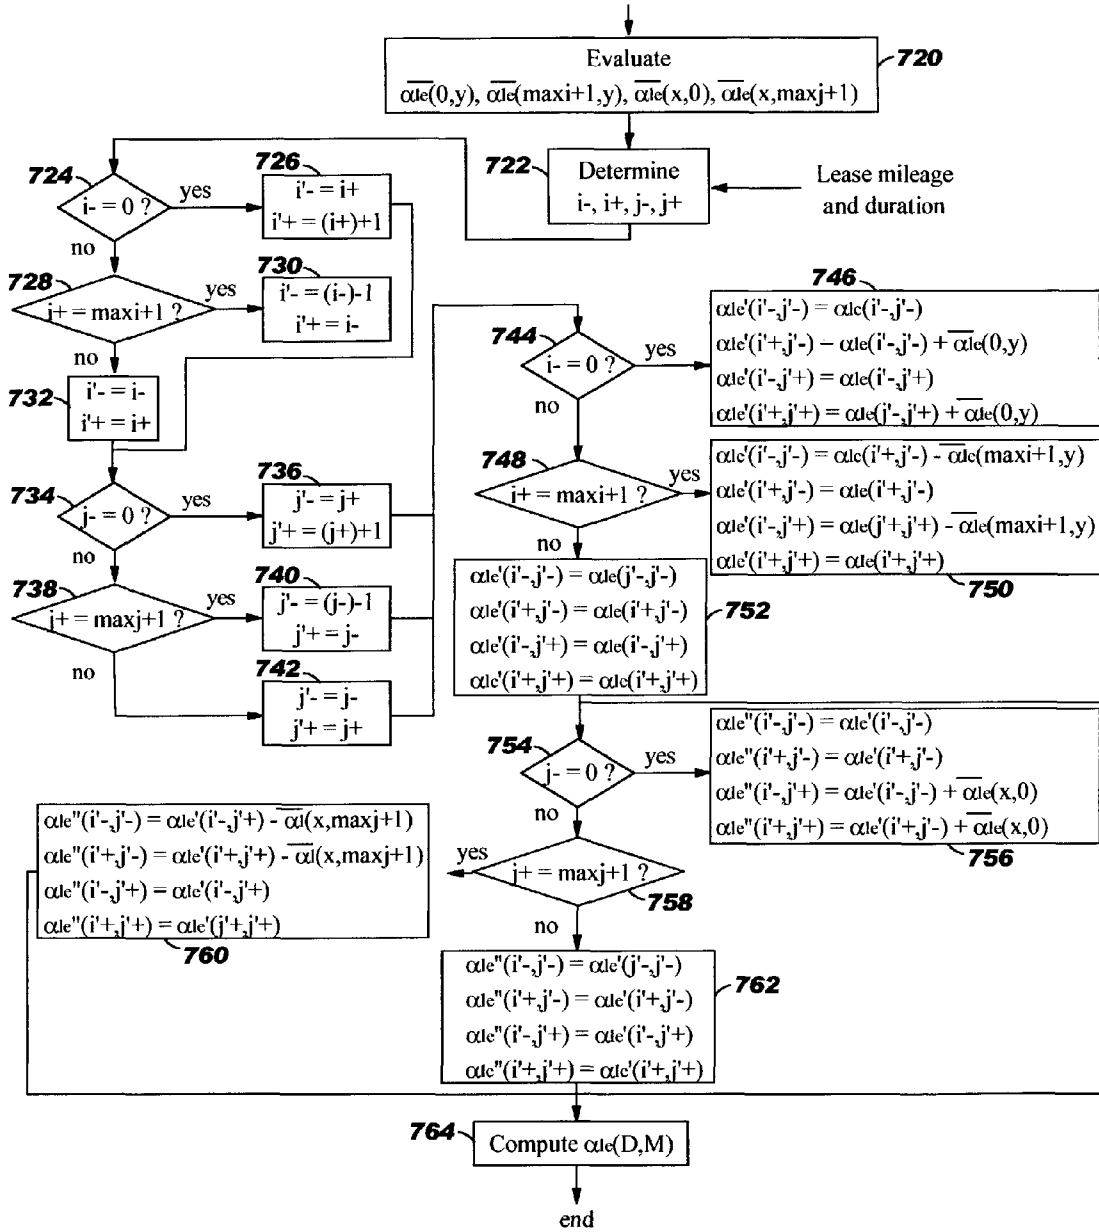 Evaluate
αle(0,y), αle(maxi+1,y), αle(x,0), αle(x,maxj+1)
720
722
Determine
i-, i+, j-, j+
Lease mileage
and duration
724
i- = 0 ?
yes
no
726
i'- = i+
i'+ = (i+)+1
728
i+ = maxi+1 ?
yes
no
730
i'- = (i-)-1
i'+ = i-
732
i'- = i-
i'+ = i+
734
j- = 0 ?
yes
no
736
j'- = j+
j'+ = (j+)+1
738
j+ = maxj+1 ?
yes
no
740
j'- = (j-)-1
j'+ = j-
742
j'- = j-
j'+ = j+
744
i- = 0 ?
yes
no
746
αle'(i'-,j'-) = αle(i'-,j'-)
αle'(i'+,j'-) = αle(i'-,j'-) + αle(0,y)
αle'(i'-,j'+) = αle(i'-,j'+)
αle'(i'+,j'+) = αle(j'-,j'+) + αle(0,y)
748
i+ = maxi+1 ?
yes
no
αle'(i'-,j'-) = αle(i'+,j'-) - αle(maxi+1,y)
αle'(i'+,j'-) = αle(i'+,j'-)
αle'(i'-,j'+) = αle(j'+,j'+) - αle(maxi+1,y)
αle'(i'+,j'+) = αle(i'+,j'+)
750
αle'(i'-,j'-) = αle(j'-,j'-)
αle'(i'+,j'-) = αle(i'+,j'-)
αle'(i'-,j'+) = αle(i'-,j'+)
αle'(i'+,j'+) = αle(i'+,j'+)
752
754
j- = 0 ?
yes
no
αle"(i'-,j'-) = αle'(i'-,j'-)
αle"(i'+,j'-) = αle'(i'+,j'-)
αle"(i'-,j'+) = αle'(i'-,j'-) + αle(x,0)
αle"(i'+,j'+) = αle'(i'+,j'-) + αle(x,0)
756
j+ = maxj+1 ?
yes
no
758
αle"(i'-,j'-) = αle'(i'-,j'+) - αl(x,maxj+1)
αle"(i'+,j'-) = αle'(i'+,j'+) - αl(x,maxj+1)
αle"(i'-,j'+) = αle'(i'-,j'+)
αle"(i'+,j'+) = αle'(j'+,j'+)
760
αle"(i'-,j'-) = αle'(j'-,j'-)
αle"(i'+,j'-) = αle'(i'+,j'-)
αle"(i'-,j'+) = αle'(i'-,j'+)
αle"(i'+,j'+) = αle'(i'+,j'+)
762
764
Compute αle(D,M)
end